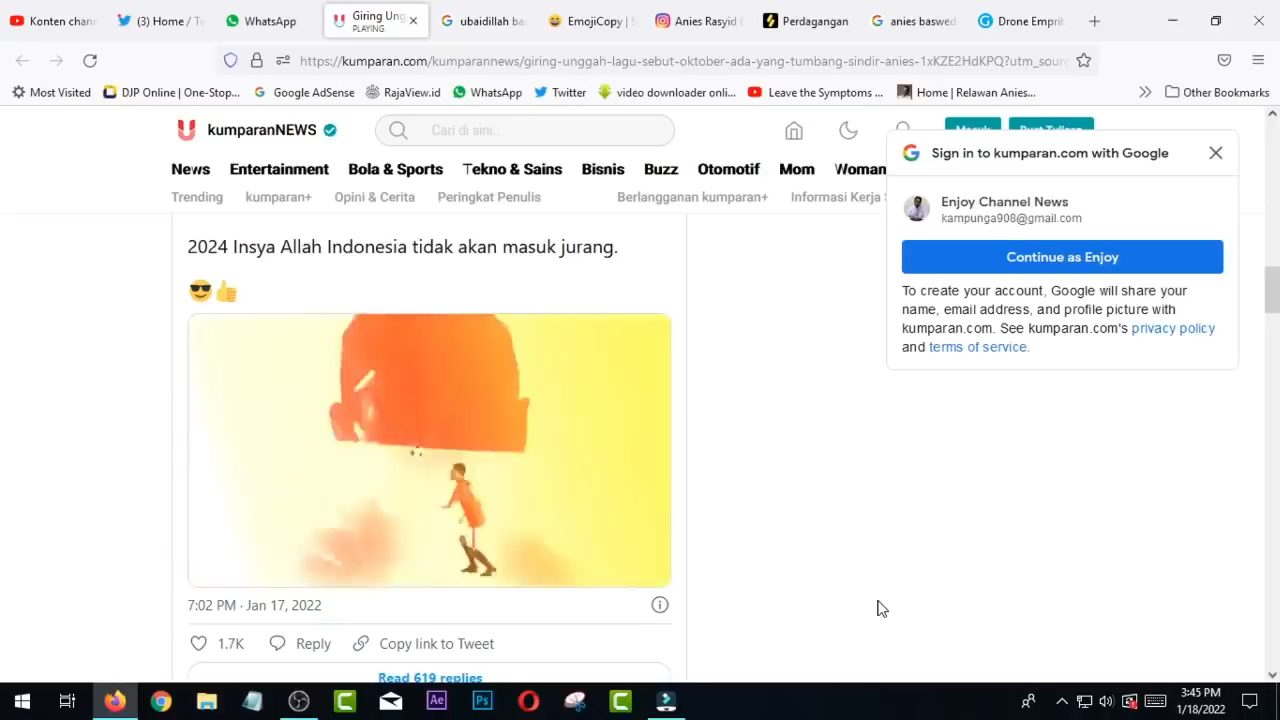 Konten chann
(3) Home / Tw
WhatsApp
Giring Ung
PLAYING
ubaidillah ba
EmojiCopy | S
Anies Rasyid B
Perdagangan
anies baswed
Drone Emprit
https://kumparan.com/kumparannews/giring-unggah-lagu-sebut-oktober-ada-yang-tumbang-sindir-anies-1xKZE2HdKPQ?utm_sour
Most Visited
DJP Online | One-Stop...
Google AdSense
RajaView.id
WhatsApp
Twitter
video downloader onli...
Leave the Symptoms ...
Home | Relawan Anies...
Other Bookmarks
kumparanNEWS
Cari di sini...
News Entertainment Bola & Sports Tekno & Sains Bisnis Buzz Otomotif Mom Woman
Trending kumparan+ Opini & Cerita Peringkat Penulis Berlangganan kumparan+ Informasi Kerja
Sign in to kumparan.com with Google
Enjoy Channel News
kampunga908@gmail.com
Continue as Enjoy
To create your account, Google will share your
name, email address, and profile picture with
kumparan.com. See kumparan.com's privacy policy
and terms of service.
2024 Insya Allah Indonesia tidak akan masuk jurang.
😎👍
7:02 PM · Jan 17, 2022
1.7K Reply Copy link to Tweet
Read 619 replies
3:45 PM
1/18/2022